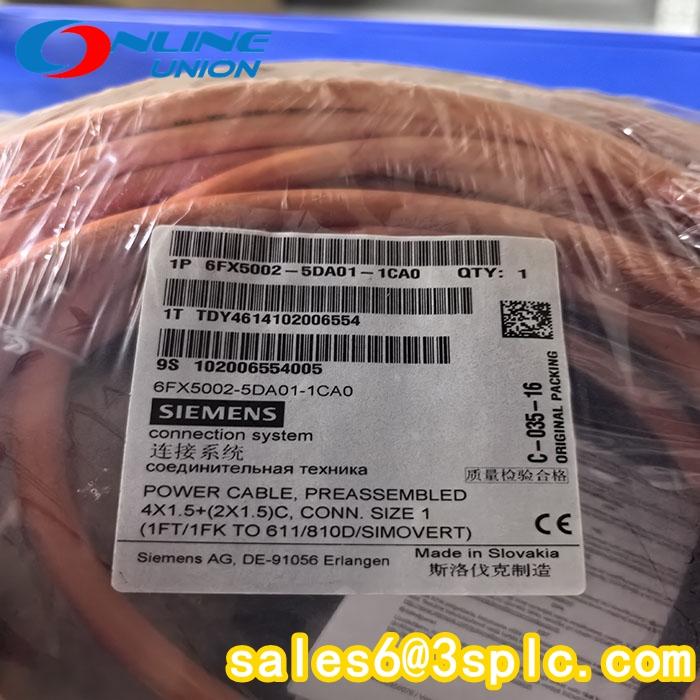 ONLINE
UNION
1P 6FX5002-5DA01-1CA0 QTY: 1
1T TDY4614102006554
9S 102006554005
6FX5002-5DA01-1CA0
SIEMENS
connection system
连接系统
соединительная техника
POWER CABLE, PREASSEMBLED
4X1.5+(2X1.5)C, CONN. SIZE 1
(1FT/1FK TO 611/810D/SIMOVERT)
Siemens AG, DE-91056 Erlangen
C-035-16
ORIGINAL PACKING
质量检验合格
CE
Made in Slovakia
斯洛伐克制造
sales6@3splc.com